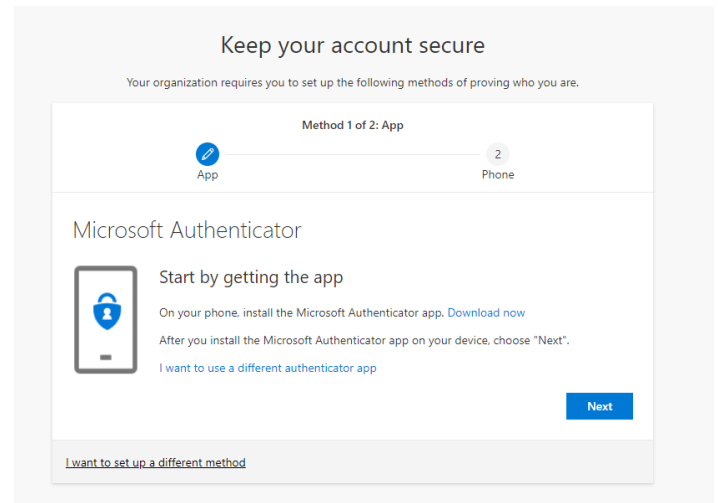 Keep your account secure
Your organization requires you to set up the following methods of proving who you are.
Method 1 of 2: App
2
App
Phone
Microsoft Authenticator
Start by getting the app
On your phone, install the Microsoft Authenticator app. Download now
After you install the Microsoft Authenticator app on your device, choose "Next".
I want to use a different authenticator app
Next
I want to set up a different method